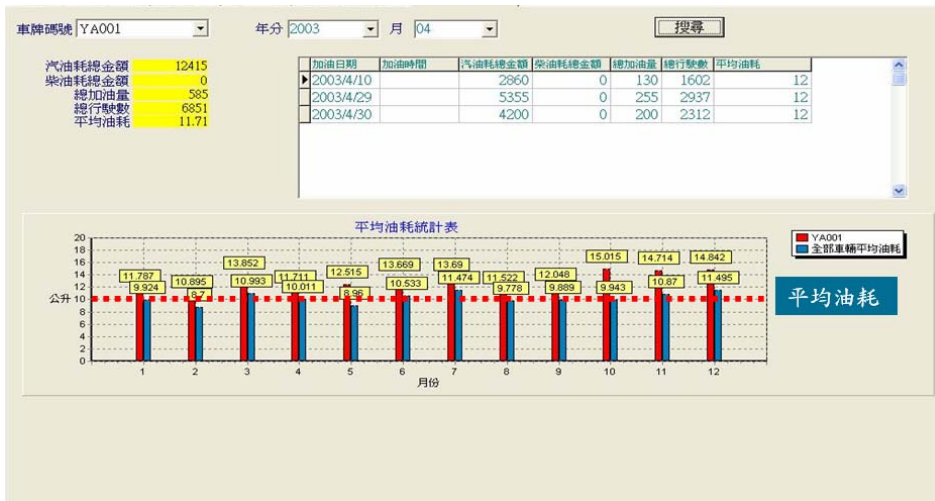 車牌碼號 YA001 年分 2003 月 04 搜尋
汽油耗總金額 12415
柴油耗總金額 0
總加油量 585
總行駛數 6851
平均油耗 11.71
加油日期 加油時間 汽油耗總金額 柴油耗總金額 總加油量 總行駛數 平均油耗
2003/4/10 2860 0 130 1602 12
2003/4/29 5355 0 255 2937 12
2003/4/30 4200 0 200 2312 12
平均油耗統計表
YA001
全部車輛平均油耗
平均油耗
公升
20
18
16
14
12
10
8
6
4
2
0
11.787 10.895 13.852 11.711 12.515 13.669 13.69 11.522 12.048 15.015 14.714 14.842
9.924 8.7 10.993 10.011 8.96 10.533 11.474 9.778 9.889 9.943 10.87 11.495
1 2 3 4 5 6 7 8 9 10 11 12
月份